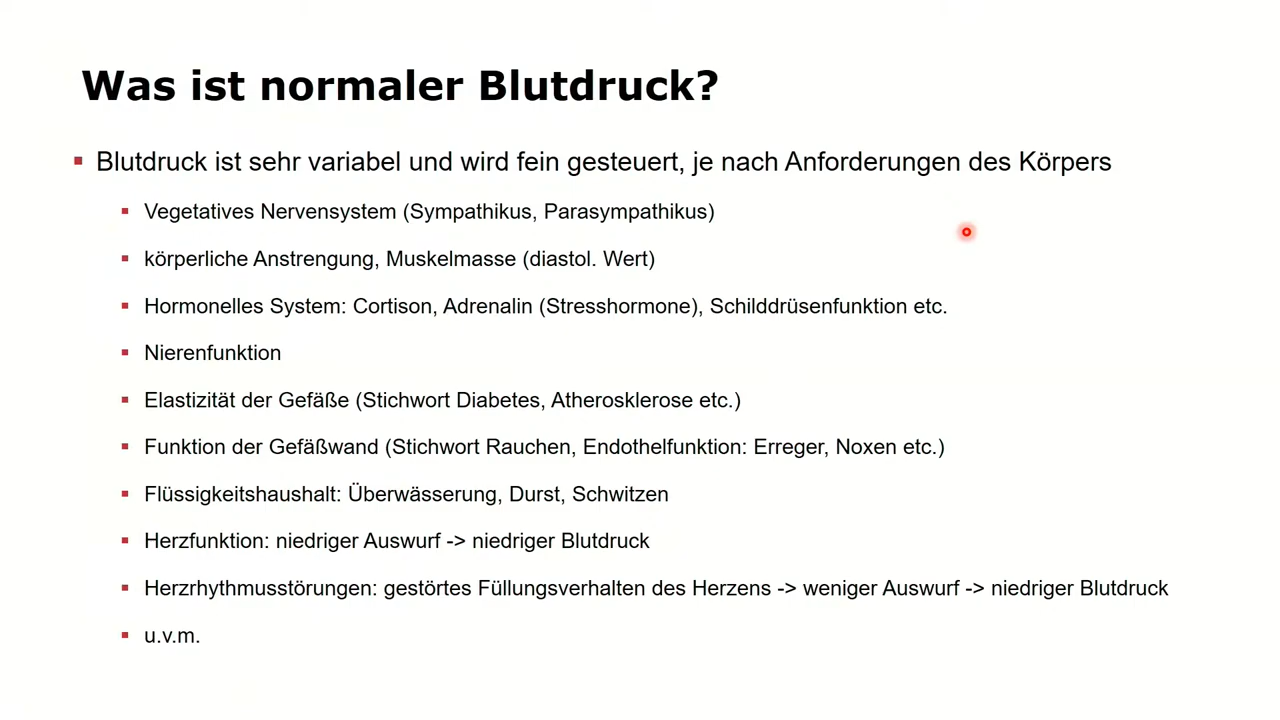 Was ist normaler Blutdruck?
Blutdruck ist sehr variabel und wird fein gesteuert, je nach Anforderungen des Körpers
Vegetatives Nervensystem (Sympathikus, Parasympathikus)
körperliche Anstrengung, Muskelmasse (diastol. Wert)
Hormonelles System: Cortison, Adrenalin (Stresshormone), Schilddrüsenfunktion etc.
Nierenfunktion
Elastizität der Gefäße (Stichwort Diabetes, Atherosklerose etc.)
Funktion der Gefäßwand (Stichwort Rauchen, Endothelfunktion: Erreger, Noxen etc.)
Flüssigkeitshaushalt: Überwässerung, Durst, Schwitzen
Herzfunktion: niedriger Auswurf -> niedriger Blutdruck
Herzrhythmusstörungen: gestörtes Füllungsverhalten des Herzens -> weniger Auswurf -> niedriger Blutdruck
u.v.m.